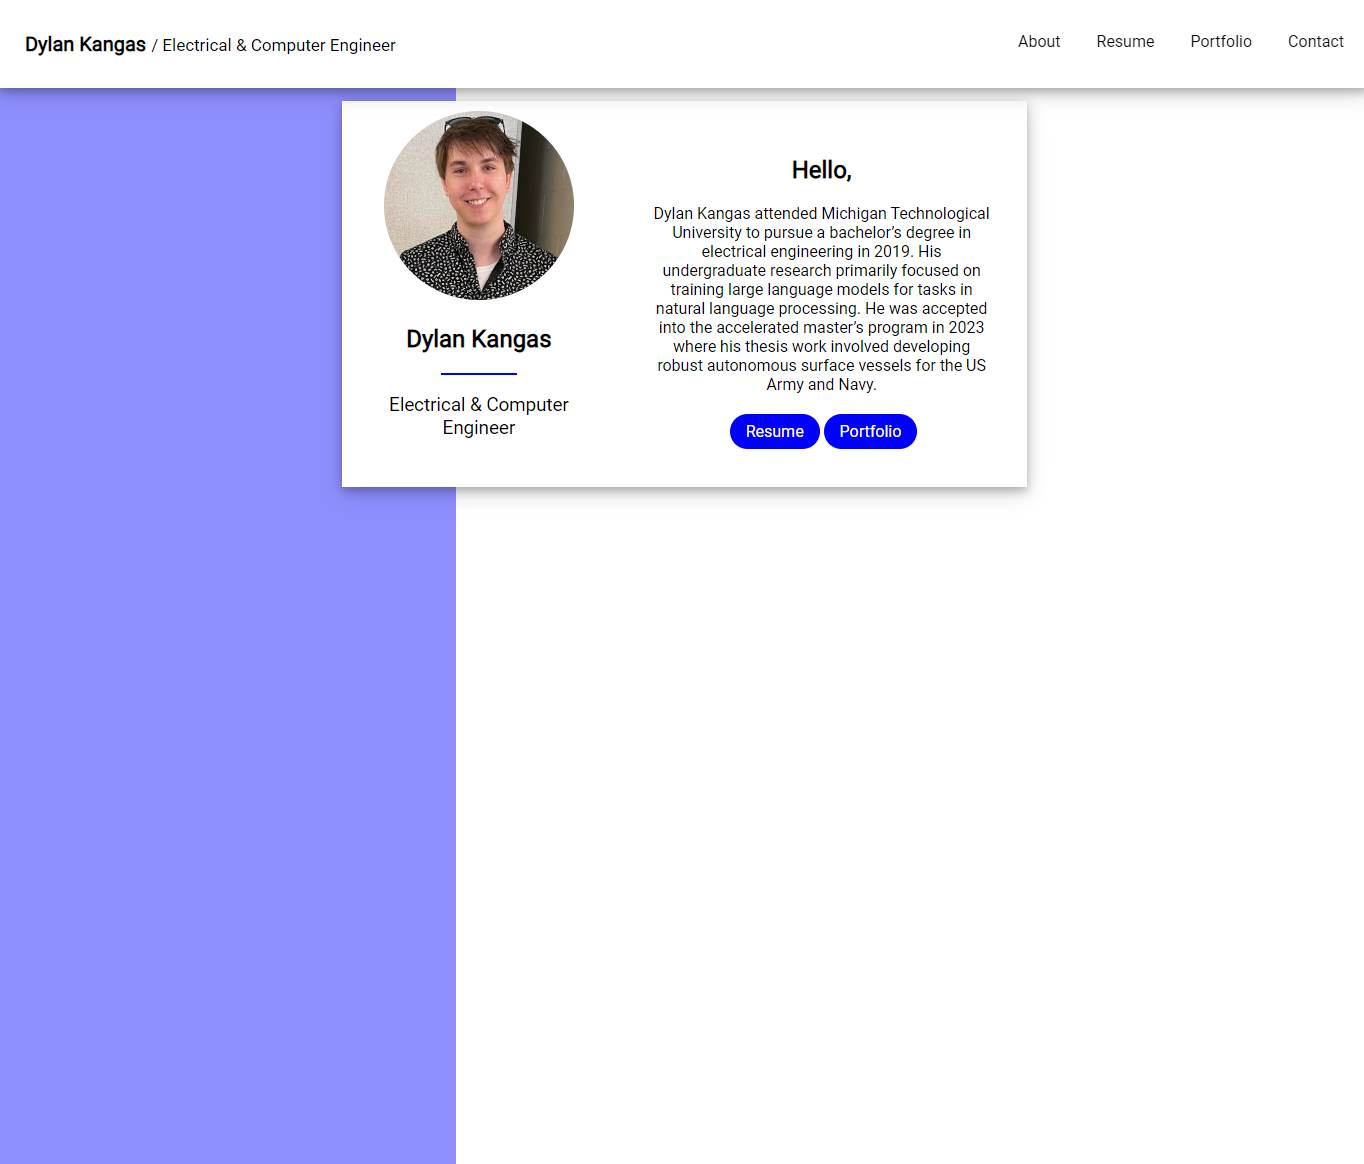 Dylan Kangas / Electrical & Computer Engineer
About Resume Portfolio Contact
Dylan Kangas
Electrical & Computer
Engineer
Hello,
Dylan Kangas attended Michigan Technological
University to pursue a bachelor’s degree in
electrical engineering in 2019. His
undergraduate research primarily focused on
training large language models for tasks in
natural language processing. He was accepted
into the accelerated master’s program in 2023
where his thesis work involved developing
robust autonomous surface vessels for the US
Army and Navy.
Resume Portfolio